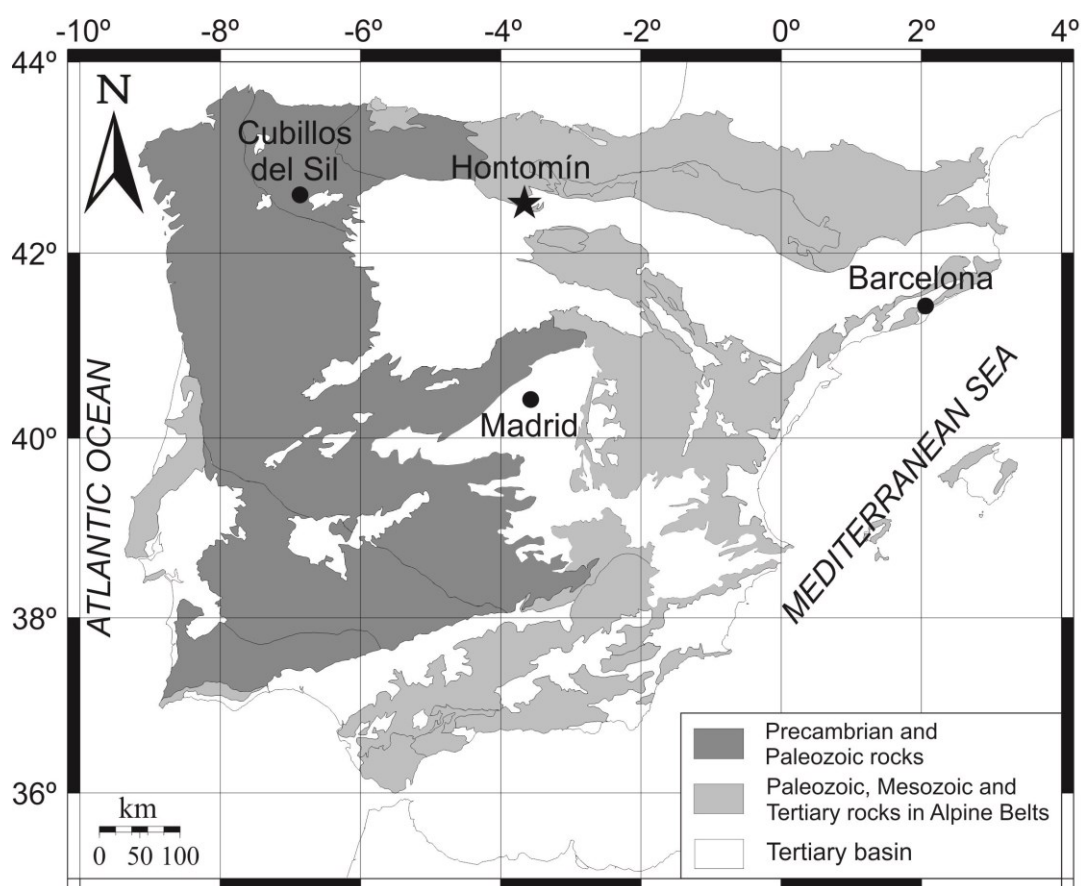 -10º -8º -6º -4º -2º 0º 2º 4º
44º
N
Cubillos
del Sil
Hontomín
42º
Barcelona
ATLANTIC OCEAN
Madrid
40º
MEDITERRANEAN SEA
38º
36º
km
0 50 100
Precambrian and
Paleozoic rocks
Paleozoic, Mesozoic and
Tertiary rocks in Alpine Belts
Tertiary basin